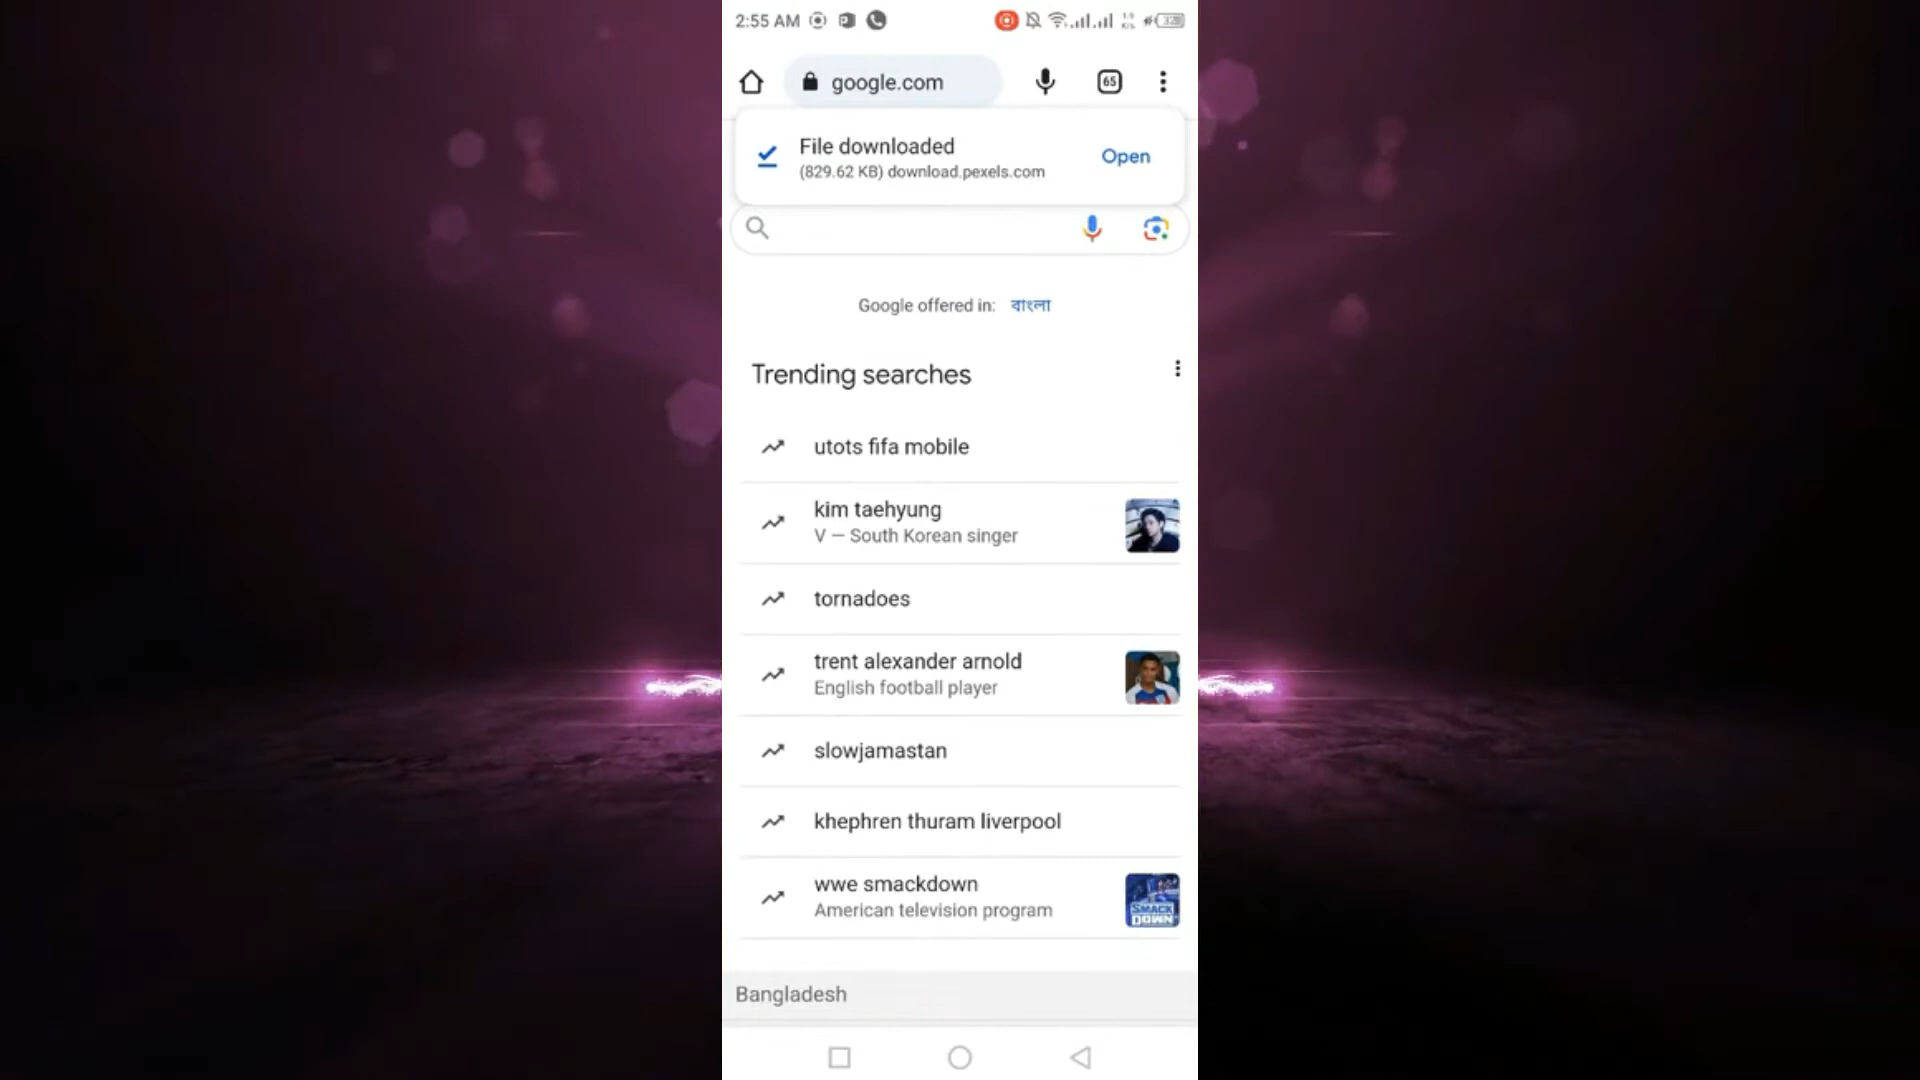 2:55 AM
google.com
65
File downloaded
(829.62 KB) download.pexels.com
Open
Google offered in: বাংলা
Trending searches
utots fifa mobile
kim taehyung
V — South Korean singer
tornadoes
trent alexander arnold
English football player
slowjamastan
khephren thuram liverpool
wwe smackdown
American television program
SMACK
DOWN
Bangladesh